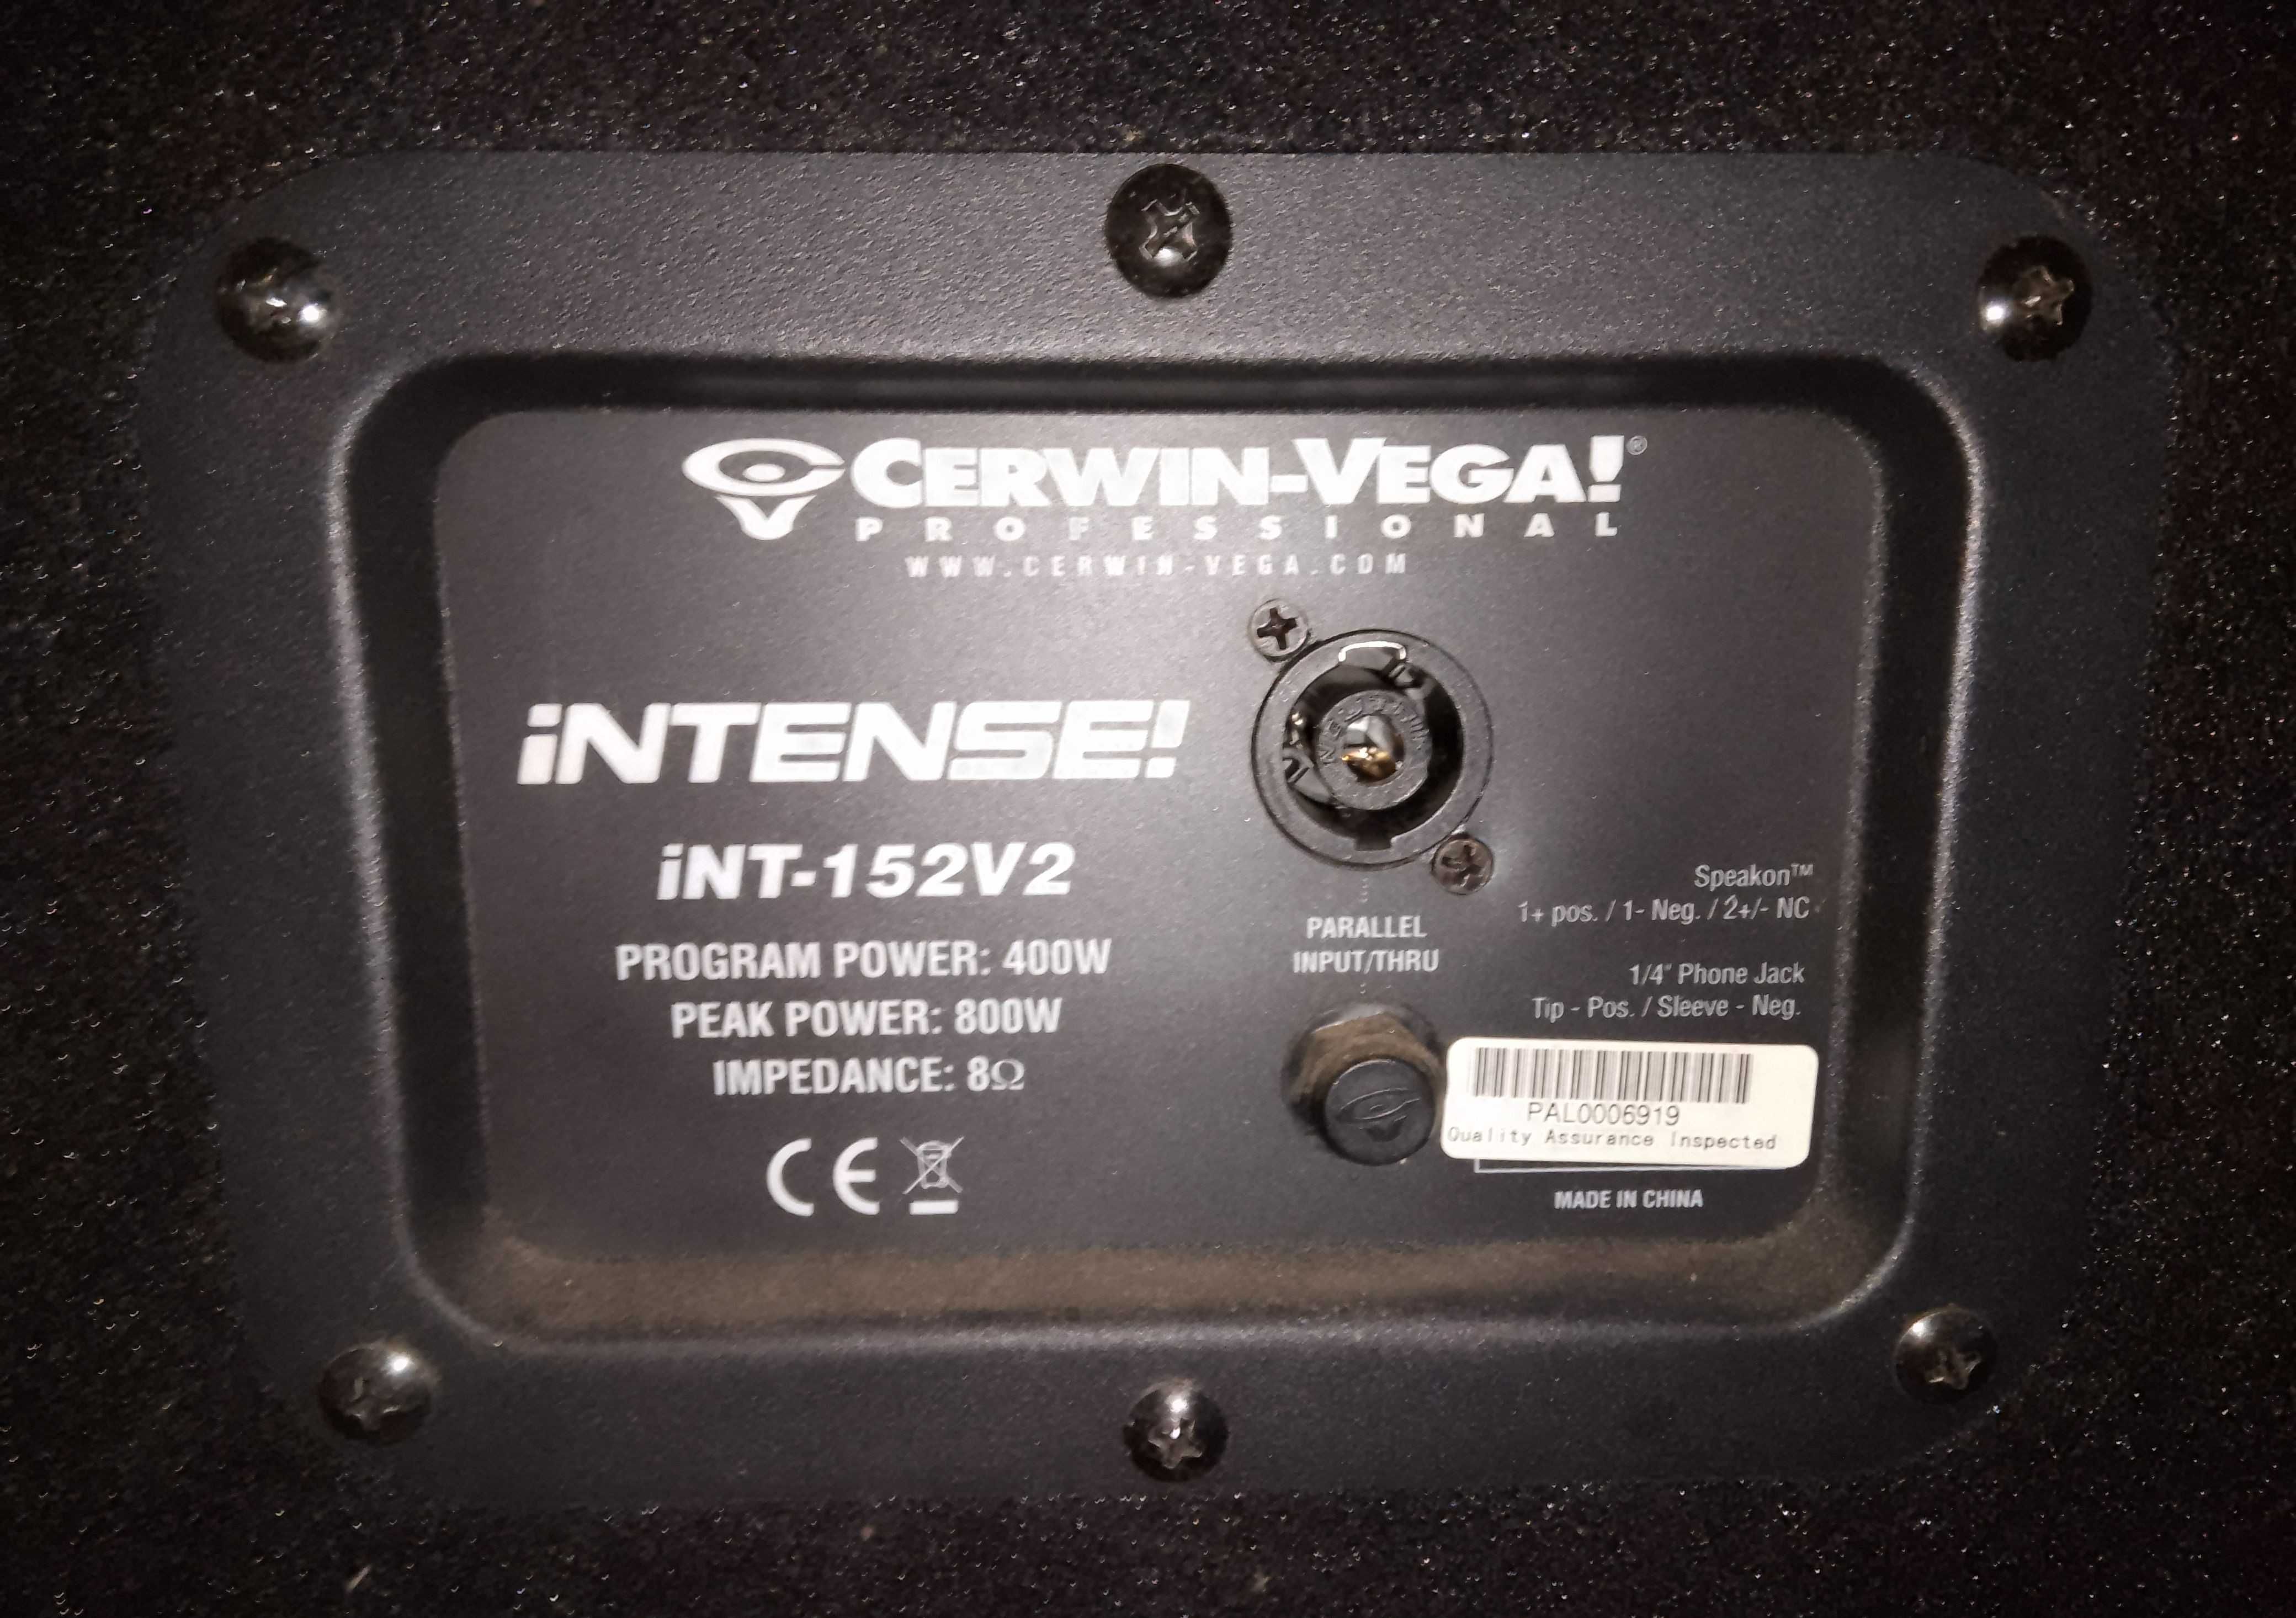 CERWIN-VEGA!®
PROFESSIONAL
WWW.CERWIN-VEGA.COM
iNTENSE!
iNT-152V2
PROGRAM POWER: 400W
PEAK POWER: 800W
IMPEDANCE: 8Ω
CE
PARALLEL
INPUT/THRU
Speakon™
1+ pos. / 1- Neg. / 2+/- NC
1/4" Phone Jack
Tip - Pos. / Sleeve - Neg.
PAL0006919
Quality Assurance Inspected
MADE IN CHINA